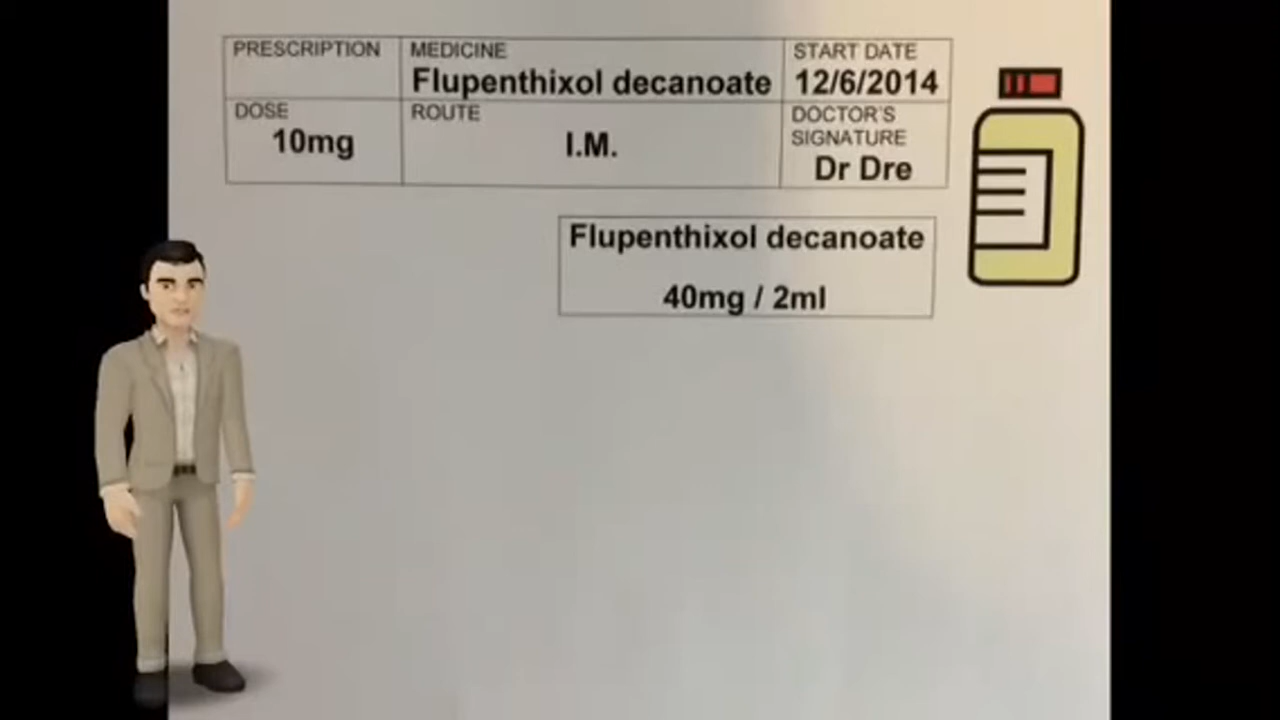 PRESCRIPTION
MEDICINE
Flupenthixol decanoate
START DATE
12/6/2014
DOSE
10mg
ROUTE
I.M.
DOCTOR'S
SIGNATURE
Dr Dre
Flupenthixol decanoate
40mg / 2ml